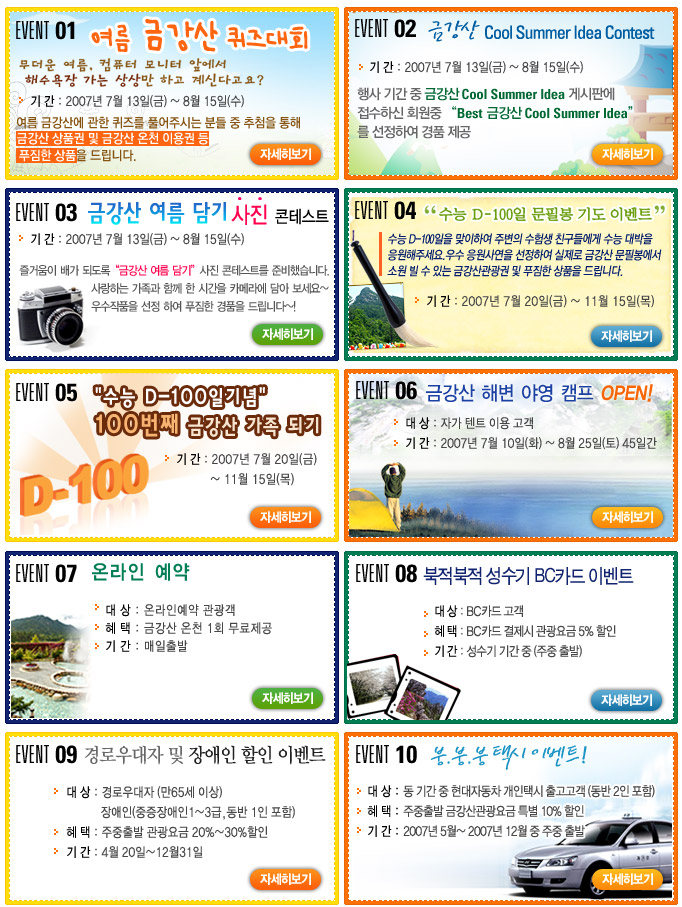 EVENT 01 여름 금강산 퀴즈대회
무더운 여름, 컴퓨터 모니터 앞에서
해수욕장 가는 상상만 하고 계신다고요?
기 간 : 2007년 7월 13일(금) ~ 8월 15일(수)
여름 금강산에 관한 퀴즈를 풀어주시는 분들 중 추첨을 통해
금강산 상품권 및 금강산 온천 이용권 등
푸짐한 상품을 드립니다.
자세히보기
EVENT 02 금강산 Cool Summer Idea Contest
기 간 : 2007년 7월 13일(금) ~ 8월 15일(수)
행사 기간 중 금강산 Cool Summer Idea 게시판에
접수하신 회원중 “Best 금강산 Cool Summer Idea”
를 선정하여 경품 제공
자세히보기
EVENT 03 금강산 여름 담기 사진 콘테스트
기 간 : 2007년 7월 13일(금) ~ 8월 15일(수)
즐거움이 배가 되도록 “금강산 여름 담기” 사진 콘테스트를 준비했습니다.
사랑하는 가족과 함께 한 시간을 카메라에 담아 보세요~
우수작품을 선정 하여 푸짐한 경품을 드립니다~!
자세히보기
EVENT 04 “수능 D-100일 문필봉 기도 이벤트”
수능 D-100일을 맞이하여 주변의 수험생 친구들에게 수능 대박을
응원해주세요.우수 응원사연을 선정하여 실제로 금강산 문필봉에서
소원 빌 수 있는 금강산관광권 및 푸짐한 상품을 드립니다.
기 간 : 2007년 7월 20일(금) ~ 11월 15일(목)
자세히보기
EVENT 05 "수능 D-100일기념"
100번째 금강산 가족 되기
D-100
기 간 : 2007년 7월 20일(금)
~ 11월 15일(목)
자세히보기
EVENT 06 금강산 해변 야영 캠프 OPEN!
대 상 : 자가 텐트 이용 고객
기 간 : 2007년 7월 10일(화) ~ 8월 25일(토) 45일간
자세히보기
EVENT 07 온라인 예약
대 상 : 온라인예약 관광객
혜 택 : 금강산 온천 1회 무료제공
기 간 : 매일출발
자세히보기
EVENT 08 북적북적 성수기 BC카드 이벤트
대 상 : BC카드 고객
혜 택 : BC카드 결제시 관광요금 5% 할인
기 간 : 성수기 기간 중 (주중 출발)
자세히보기
EVENT 09 경로우대자 및 장애인 할인 이벤트
대 상 : 경로우대자 (만65세 이상)
장애인(중증장애인1~3급,동반 1인 포함)
혜 택 : 주중출발 관광요금 20%~30%할인
기 간 : 4월 20일~12월31일
자세히보기
EVENT 10 붕.붕.붕 택시 이벤트!
대 상 : 동 기간 중 현대자동차 개인택시 출고고객 (동반 2인 포함)
혜 택 : 주중출발 금강산관광요금 특별 10% 할인
기 간 : 2007년 5월~ 2007년 12월 중 주중 출발
자세히보기